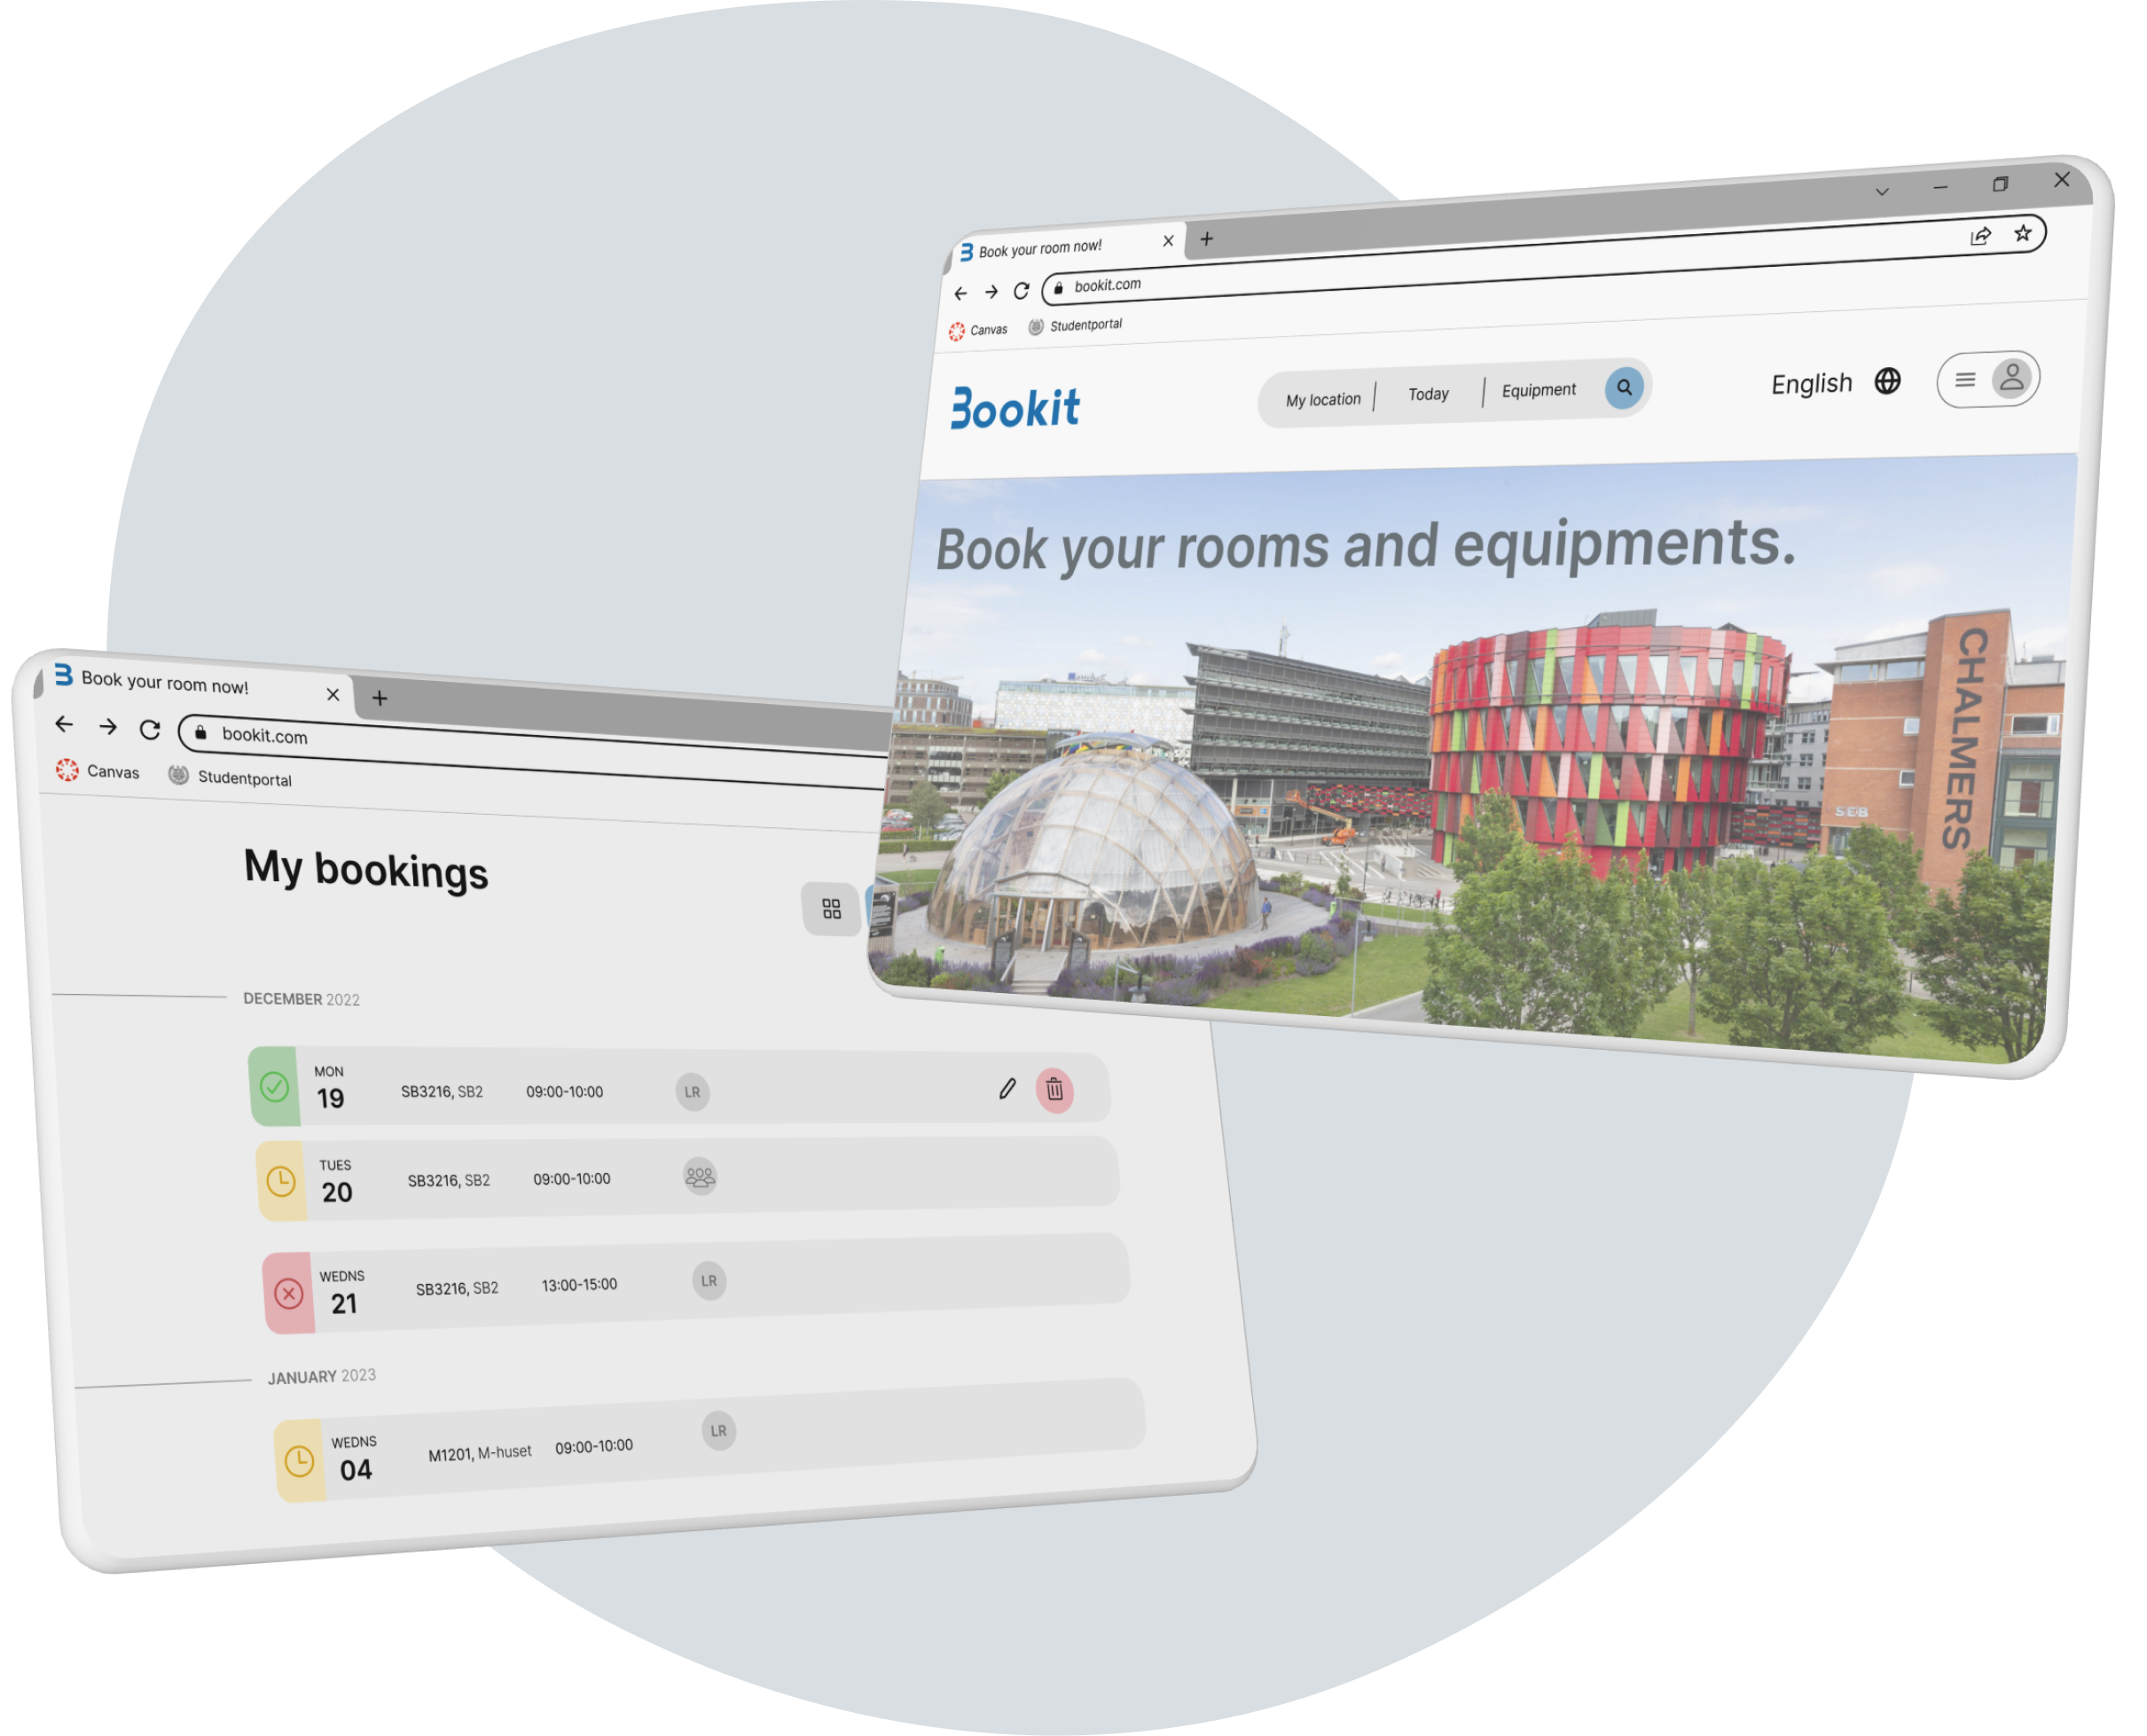 Book your room now!
bookit.com
Canvas Studentportal
Bookit
My location Today Equipment
English
Book your rooms and equipments.
CHALMERS
SEB
Book your room now!
bookit.com
Canvas Studentportal
My bookings
DECEMBER 2022
MON
19
SB3216, SB2 09:00-10:00 LR
TUES
20
SB3216, SB2 09:00-10:00
WEDNS
21
SB3216, SB2 13:00-15:00 LR
JANUARY 2023
WEDNS
04
M1201, M-huset 09:00-10:00 LR